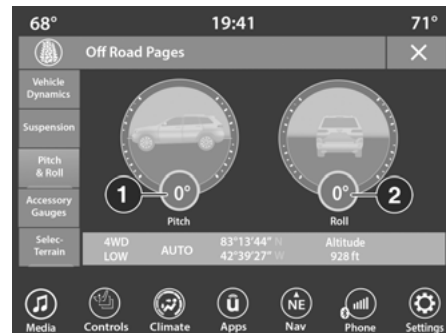 68° 19:41 71°
Off Road Pages
Vehicle
Dynamics
Suspension
Pitch
& Roll
Accessory
Gauges
Selec-
Terrain
1 0° 0° 2
Pitch Roll
4WD
LOW
AUTO
83°13'44" N
42°39'27" W
Altitude
928 ft
ū NE
Media Controls Climate Apps Nav Phone Settings